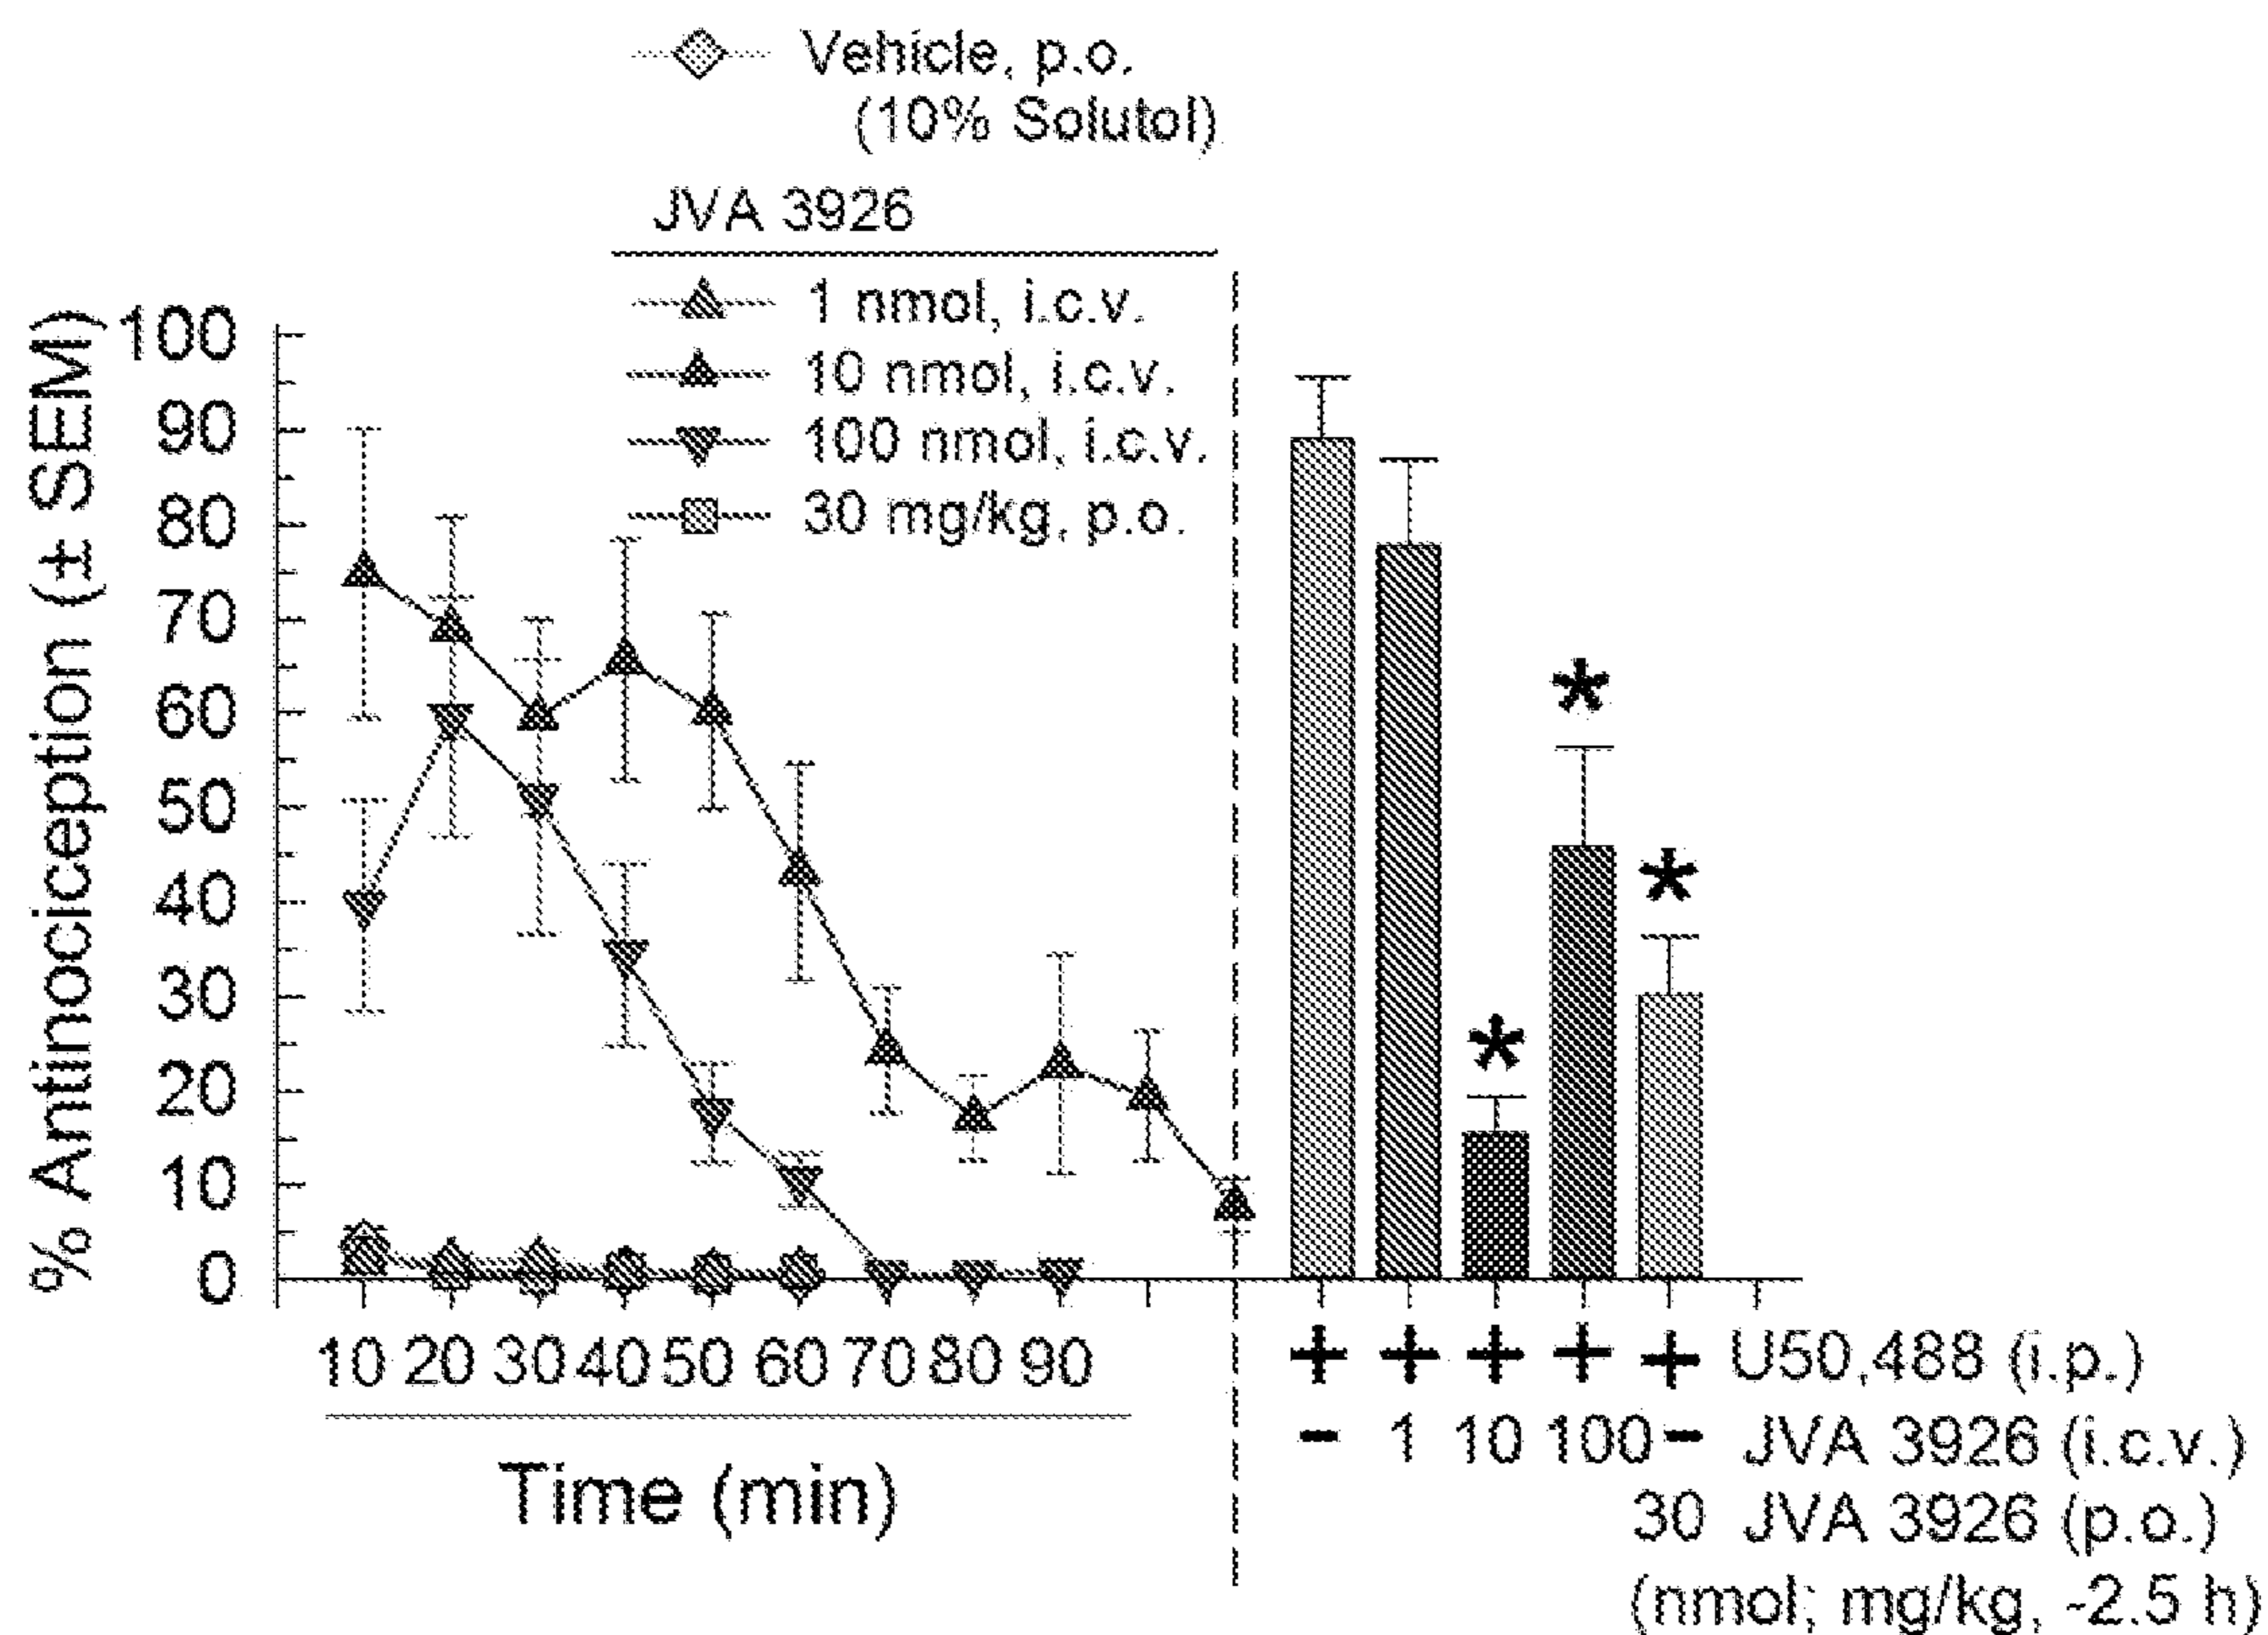 Vehicle, p.o.
(10% Solutol)
JVA 3926
1 nmol, i.c.v.
10 nmol, i.c.v.
100 nmol, i.c.v.
30 mg/kg, p.o.
% Antinociception (± SEM)
100
90
80
70
60
50
40
30
20
10
0
* * *
10 20 30 40 50 60 70 80 90
Time (min)
+ + + + + U50,488 (i.p.)
- 1 10 100 - JVA 3926 (i.c.v.)
30 JVA 3926 (p.o.)
(nmol; mg/kg, -2.5 h)